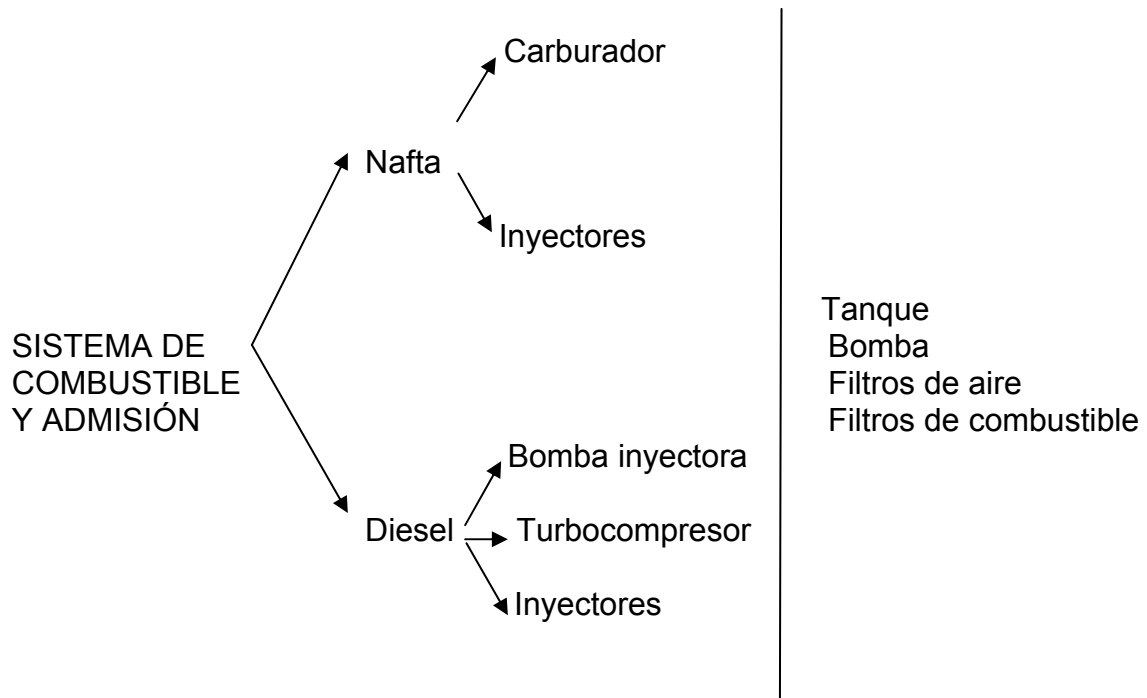 Carburador
Nafta
Inyectores
SISTEMA DE
COMBUSTIBLE
Y ADMISIÓN
Bomba inyectora
Diesel
Turbocompresor
Inyectores
Tanque
Bomba
Filtros de aire
Filtros de combustible